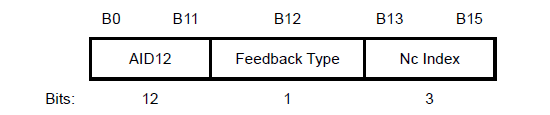 B0 B11 B12 B13 B15
AID12 Feedback Type Nc Index
Bits: 12 1 3